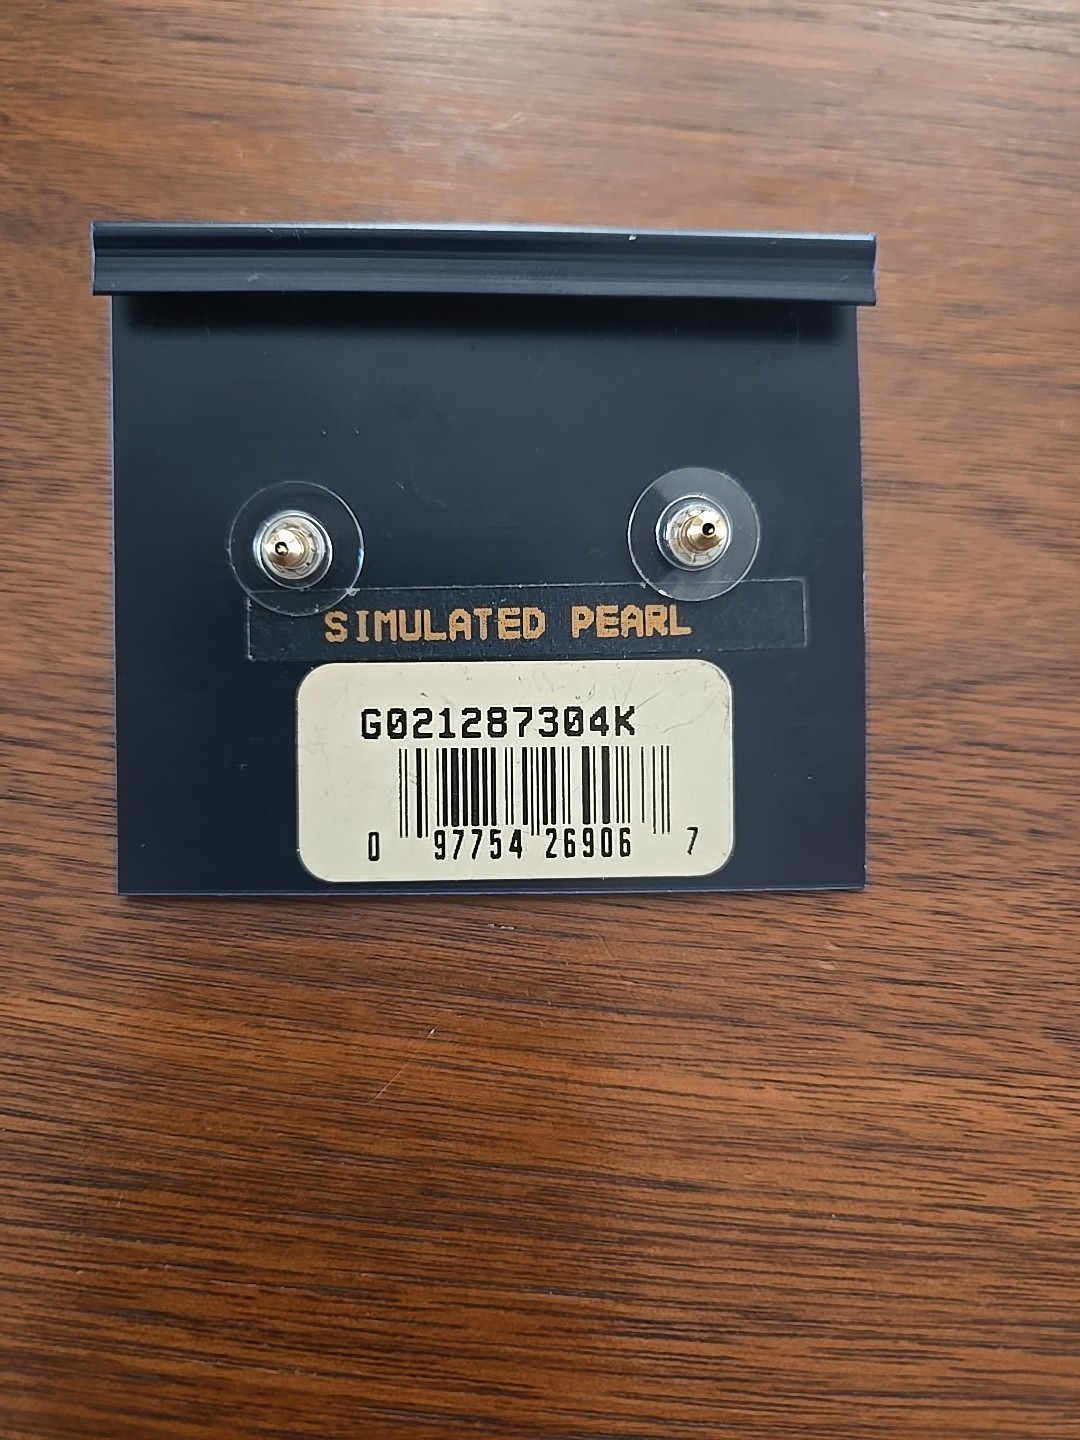 SIMULATED PEARL
G021287304K
0 97754 26906 7